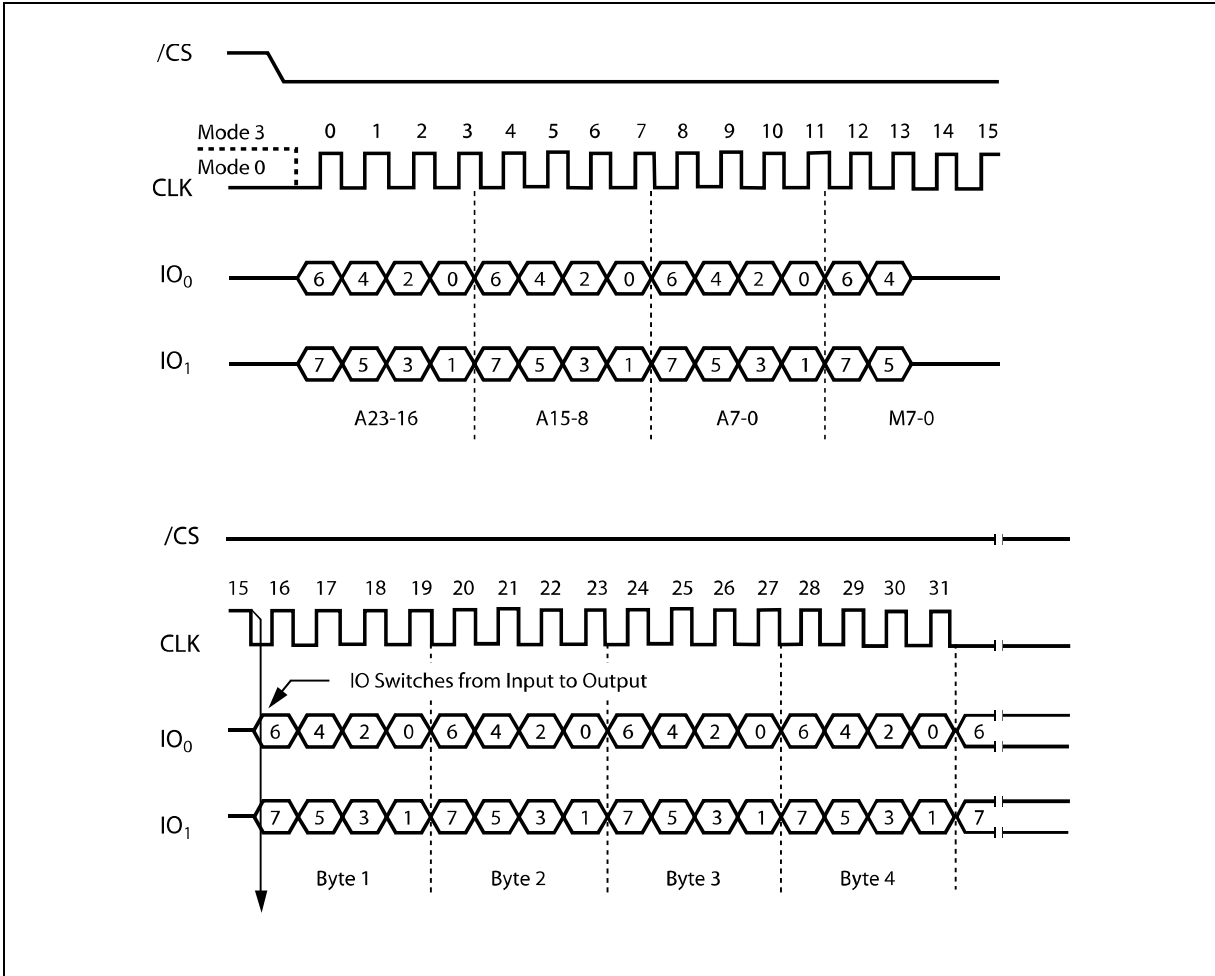 /CS
Mode 3 0 1 2 3 4 5 6 7 8 9 10 11 12 13 14 15
Mode 0
CLK
IO0 6 4 2 0 6 4 2 0 6 4 2 0 6 4
IO1 7 5 3 1 7 5 3 1 7 5 3 1 7 5
A23-16 A15-8 A7-0 M7-0
/CS
15 16 17 18 19 20 21 22 23 24 25 26 27 28 29 30 31
CLK
IO Switches from Input to Output
IO0 6 4 2 0 6 4 2 0 6 4 2 0 6 4 2 0 6
IO1 7 5 3 1 7 5 3 1 7 5 3 1 7 5 3 1 7
Byte 1 Byte 2 Byte 3 Byte 4